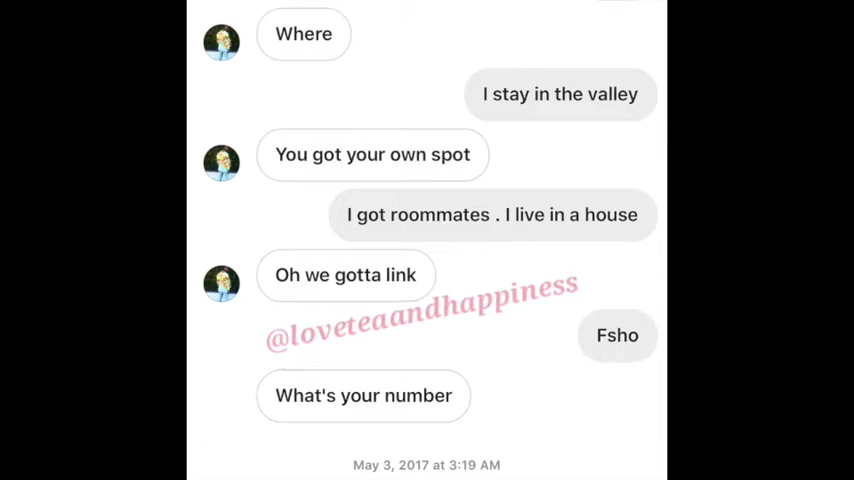 Where
I stay in the valley
You got your own spot
I got roommates . I live in a house
Oh we gotta link
@loveteaandhappiness
Fsho
What's your number
May 3, 2017 at 3:19 AM